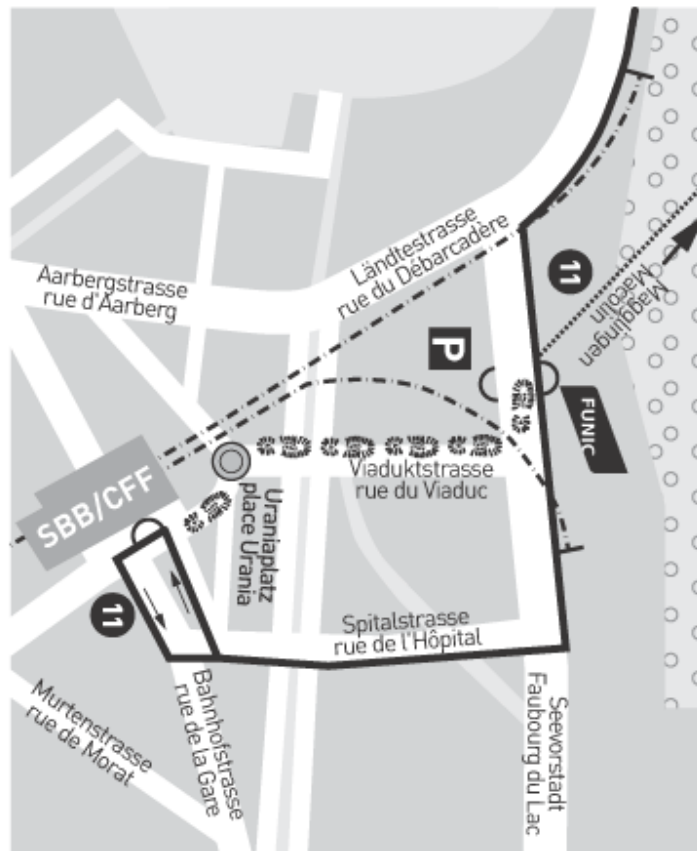 Ländtestrasse
rue du Débarcadère
Aarbergstrasse
rue d'Aarberg
11
Magglingen
Macolin
P
FUNIC
SBB/CFF
Uraniaplatz
place Urania
Viaduktstrasse
rue du Viaduc
11
Spitalstrasse
rue de l'Hôpital
Murtenstrasse
rue de Morat
Bahnhofstrasse
rue de la Gare
Seevorstadt
Faubourg du Lac